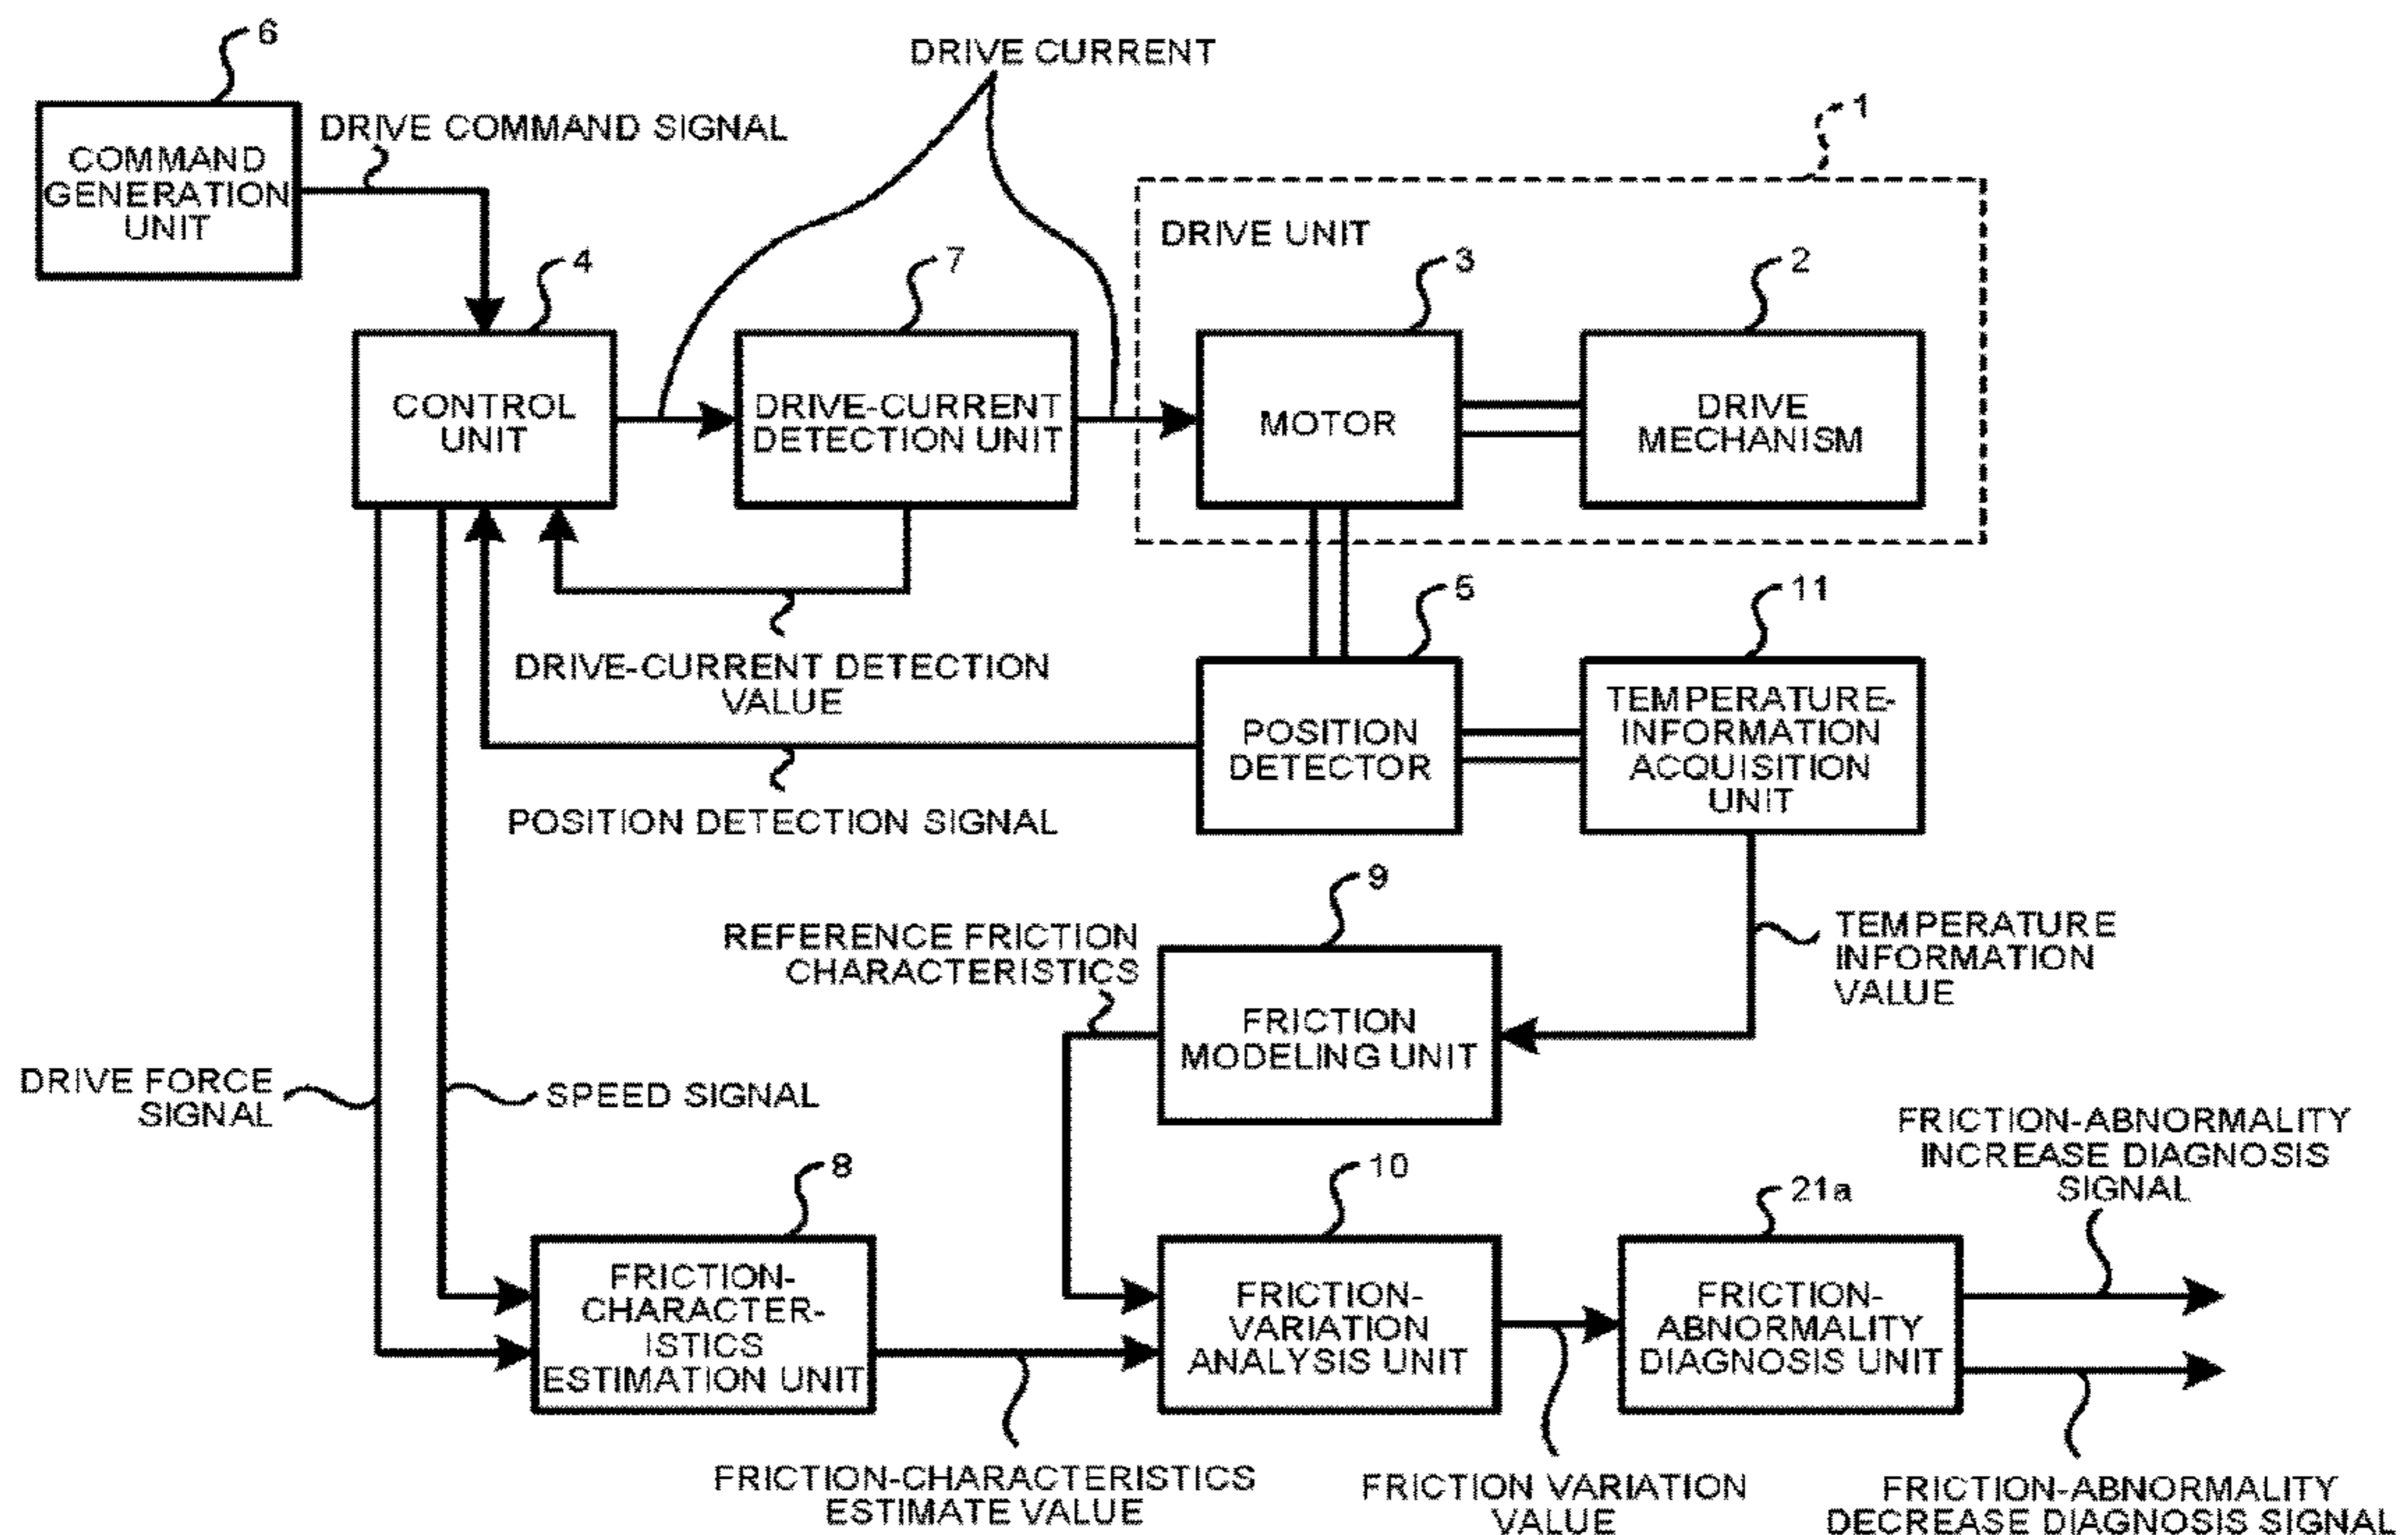 6
DRIVE CURRENT
1
DRIVE COMMAND SIGNAL
COMMAND
GENERATION
UNIT
DRIVE UNIT
4
7
3
2
CONTROL
UNIT
DRIVE-CURRENT
DETECTION UNIT
MOTOR
DRIVE
MECHANISM
5
11
DRIVE-CURRENT DETECTION
VALUE
POSITION
DETECTOR
TEMPERATURE-
INFORMATION
ACQUISITION
UNIT
POSITION DETECTION SIGNAL
9
REFERENCE FRICTION
CHARACTERISTICS
TEMPERATURE
INFORMATION
VALUE
FRICTION
MODELING UNIT
DRIVE FORCE
SIGNAL
SPEED SIGNAL
FRICTION-ABNORMALITY
INCREASE DIAGNOSIS
SIGNAL
8
10
21a
FRICTION-
CHARACTER-
ISTICS
ESTIMATION UNIT
FRICTION-
VARIATION
ANALYSIS UNIT
FRICTION-
ABNORMALITY
DIAGNOSIS UNIT
FRICTION-CHARACTERISTICS
ESTIMATE VALUE
FRICTION VARIATION
VALUE
FRICTION-ABNORMALITY
DECREASE DIAGNOSIS SIGNAL